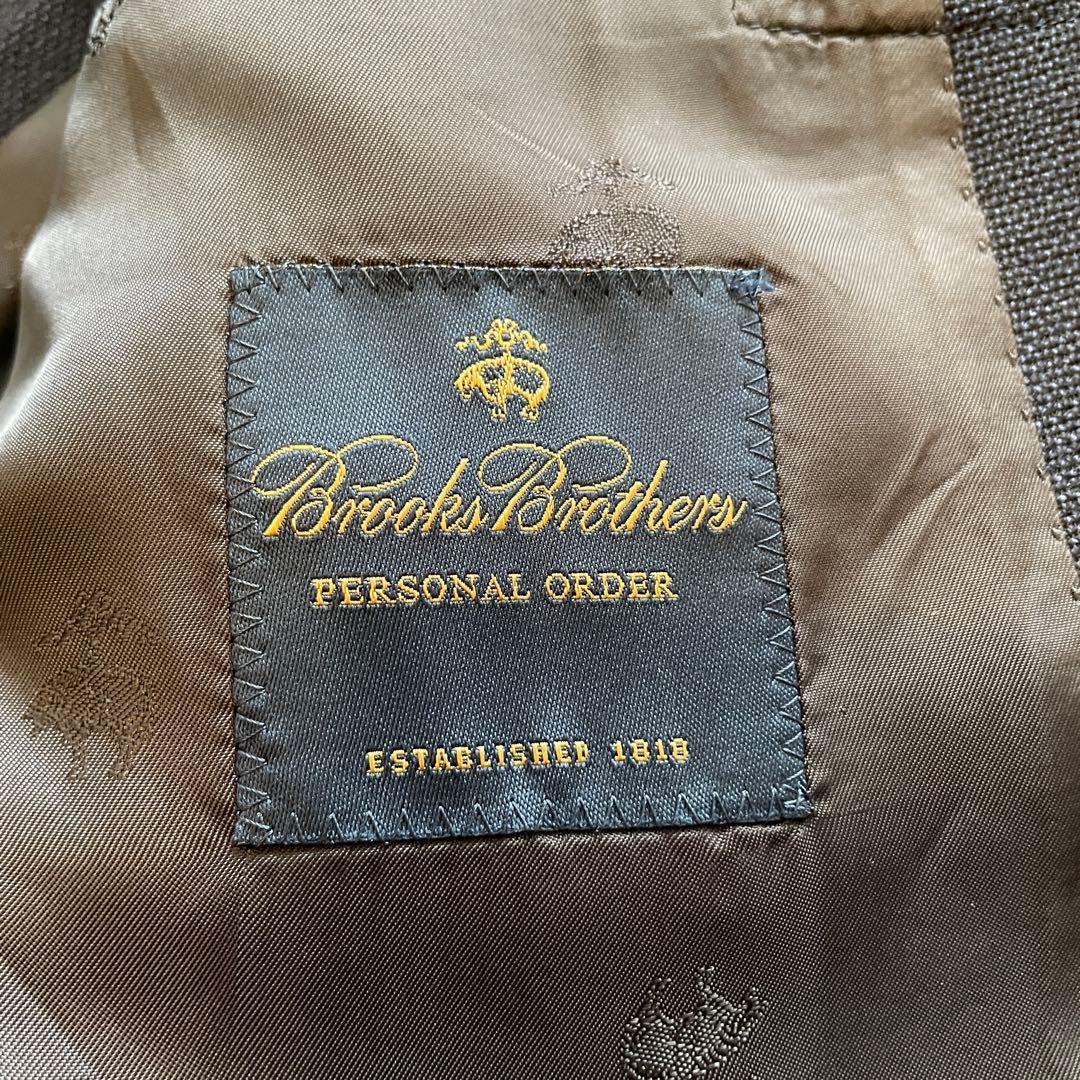 Brooks Brothers
PERSONAL ORDER
ESTABLISHED 1818